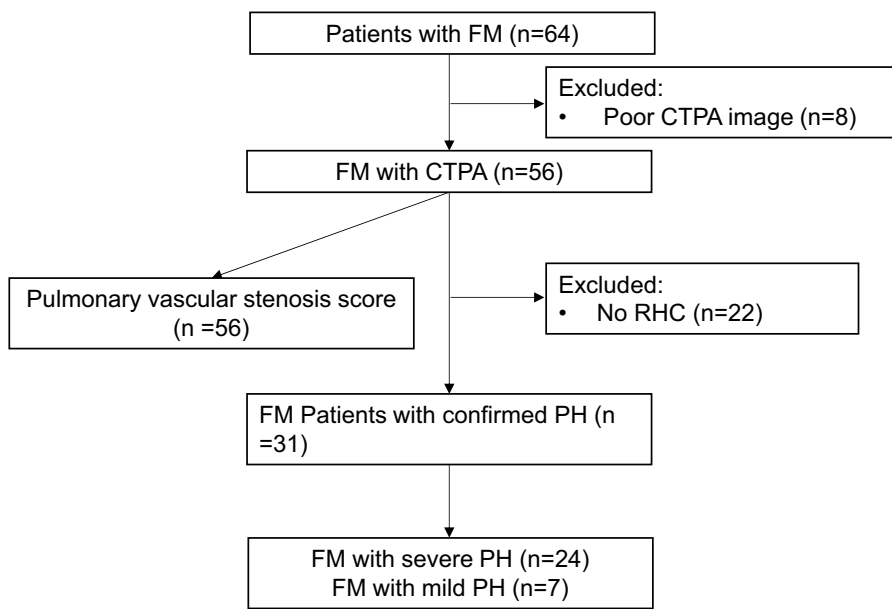 Patients with FM (n=64)
Excluded:
• Poor CTPA image (n=8)
FM with CTPA (n=56)
Pulmonary vascular stenosis score
(n =56)
Excluded:
• No RHC (n=22)
FM Patients with confirmed PH (n
=31)
FM with severe PH (n=24)
FM with mild PH (n=7)